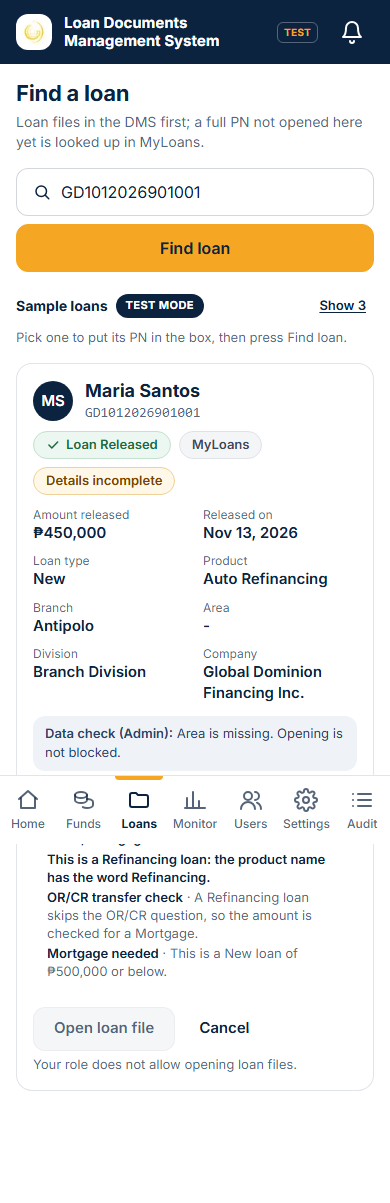 Loan Documents
Management System
TEST
Find a loan
Loan files in the DMS first; a full PN not opened here
yet is looked up in MyLoans.
GD1012026901001
Find loan
Sample loans
TEST MODE
Show 3
Pick one to put its PN in the box, then press Find loan.
MS
Maria Santos
GD1012026901001
Loan Released
MyLoans
Details incomplete
Amount released
₱450,000
Released on
Nov 13, 2026
Loan type
New
Product
Auto Refinancing
Branch
Antipolo
Area
-
Division
Branch Division
Company
Global Dominion
Financing Inc.
Data check (Admin): Area is missing. Opening is
not blocked.
Home
Funds
Loans
Monitor
Users
Settings
Audit
This is a Refinancing loan: the product name
has the word Refinancing.
OR/CR transfer check · A Refinancing loan
skips the OR/CR question, so the amount is
checked for a Mortgage.
Mortgage needed · This is a New loan of
₱500,000 or below.
Open loan file
Cancel
Your role does not allow opening loan files.